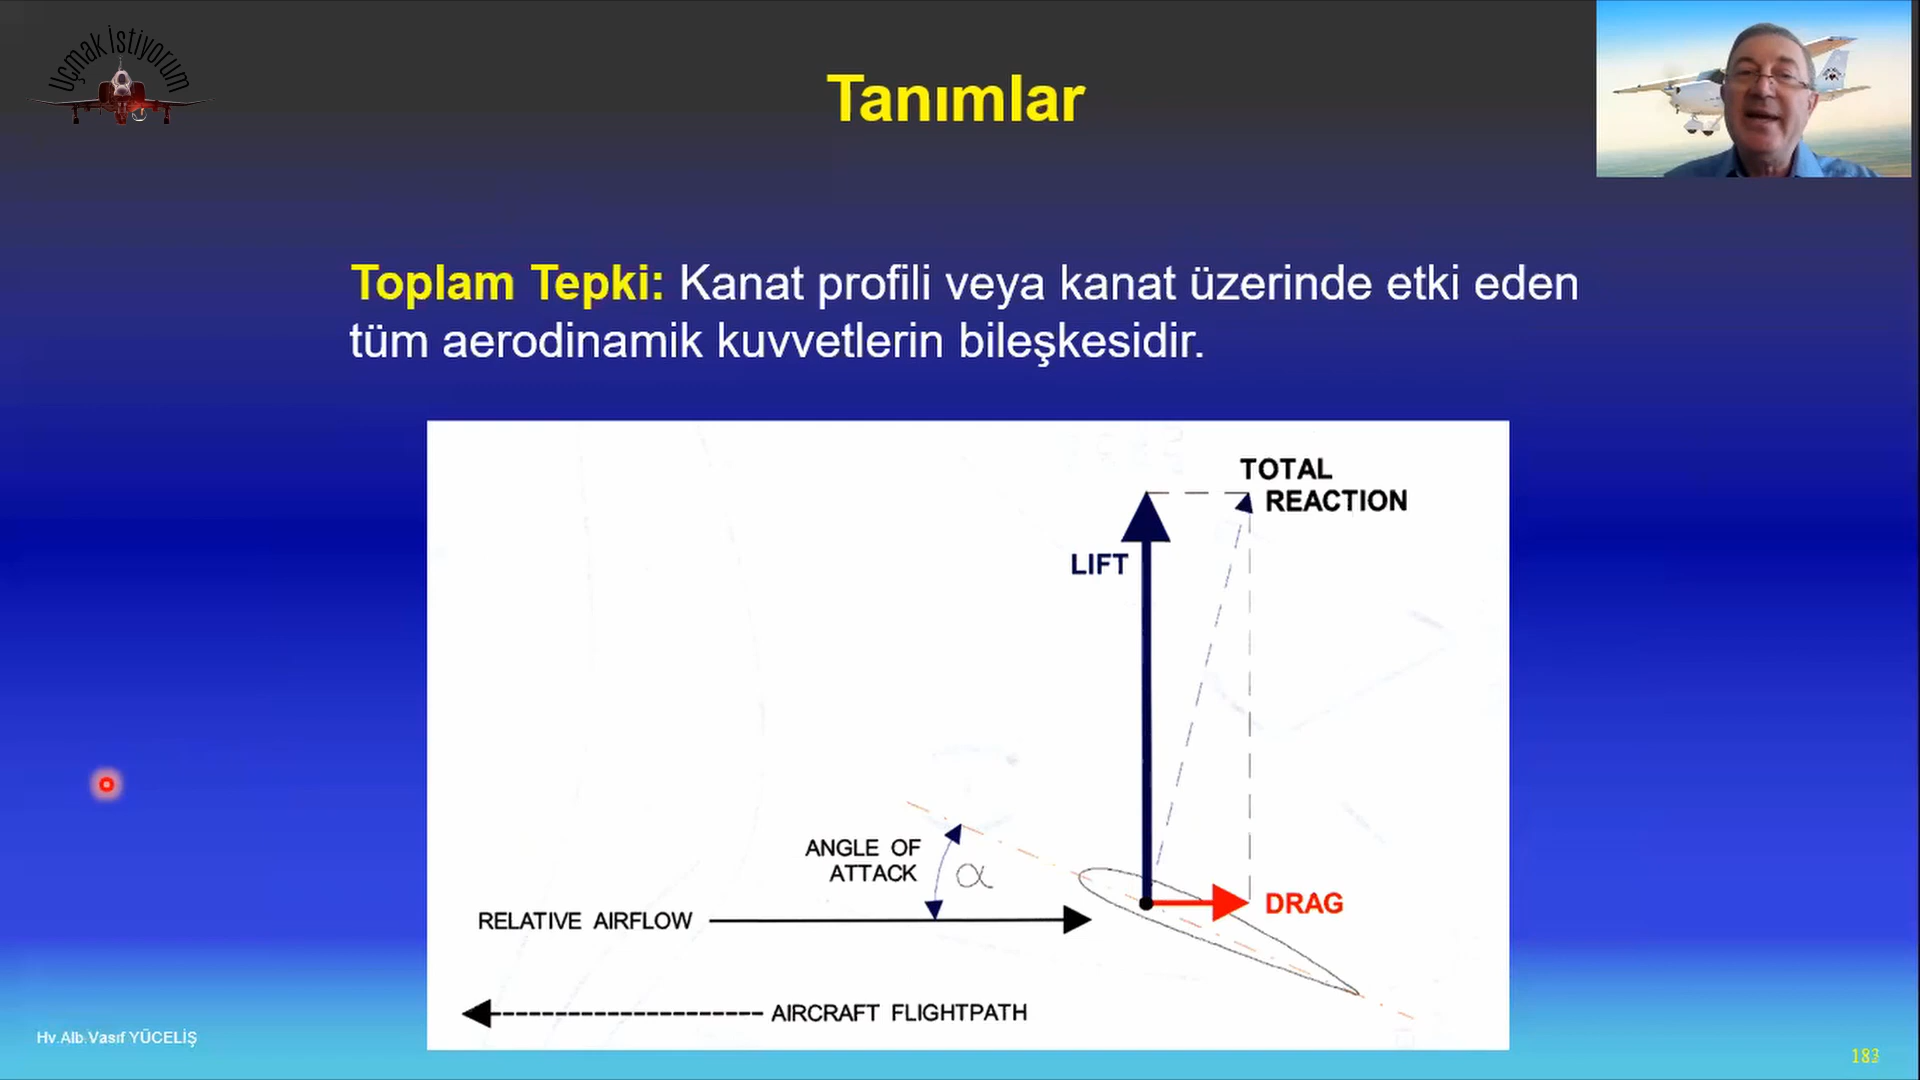 uçmak İstiyorum
Tanımlar
Toplam Tepki: Kanat profili veya kanat üzerinde etki eden
tüm aerodinamik kuvvetlerin bileşkesidir.
TOTAL
REACTION
LIFT
ANGLE OF
ATTACK
α
RELATIVE AIRFLOW
DRAG
AIRCRAFT FLIGHTPATH
Hv.Alb.Vasıf YÜCELİŞ
183